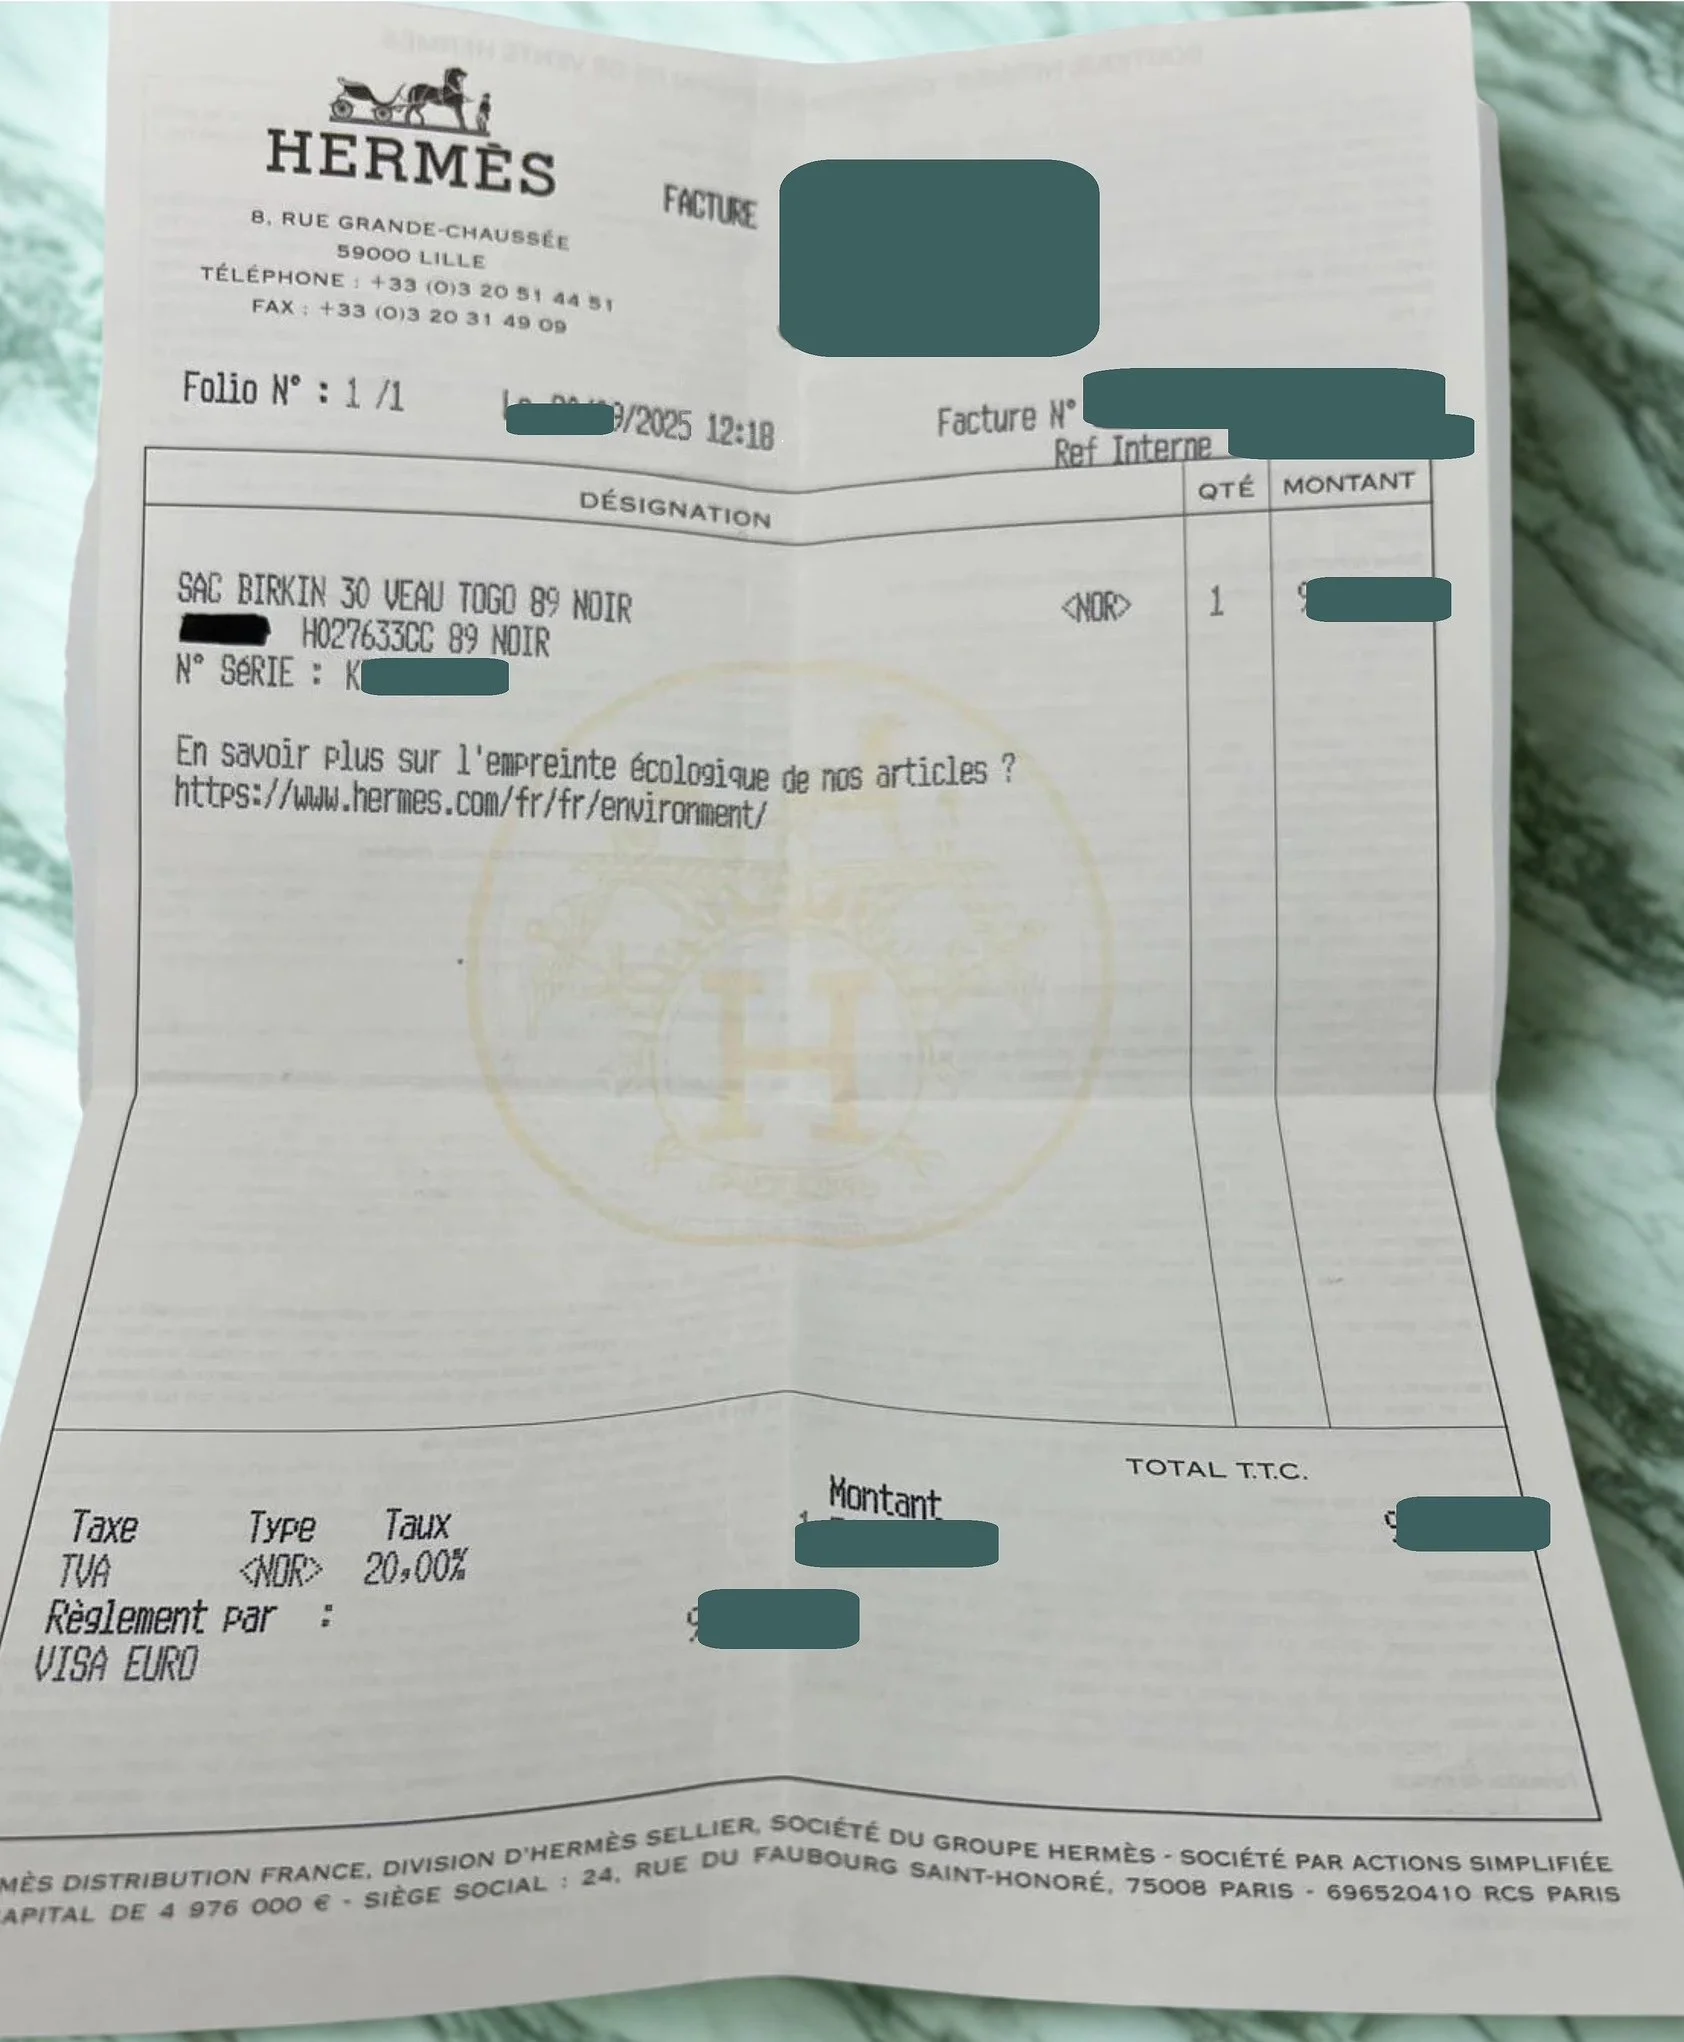 HERMÈS
8, RUE GRANDE-CHAUSSÉE
59000 LILLE
TÉLÉPHONE : +33 (0)3 20 51 44 51
FAX : +33 (0)3 20 31 49 09
FACTURE
Folio N° : 1 /1
/2025 12:18
Facture N°
Ref Interne
DÉSIGNATION
QTÉ
MONTANT
SAC BIRKIN 30 VEAU TOGO 89 NOIR <NOR> 1 9
H027633CC 89 NOIR
N° SéRIE : K
En savoir plus sur l'empreinte écologique de nos articles ?
https://www.hermes.com/fr/fr/environment/
H
TOTAL T.T.C.
Taxe Type Taux Montant
TVA <NOR> 20,00%
9
Règlement par : 9
VISA EURO
MÈS DISTRIBUTION FRANCE, DIVISION D'HERMÈS SELLIER, SOCIÉTÉ DU GROUPE HERMÈS - SOCIÉTÉ PAR ACTIONS SIMPLIFIÉE
APITAL DE 4 976 000 € - SIÈGE SOCIAL : 24, RUE DU FAUBOURG SAINT-HONORÉ, 75008 PARIS - 696520410 RCS PARIS